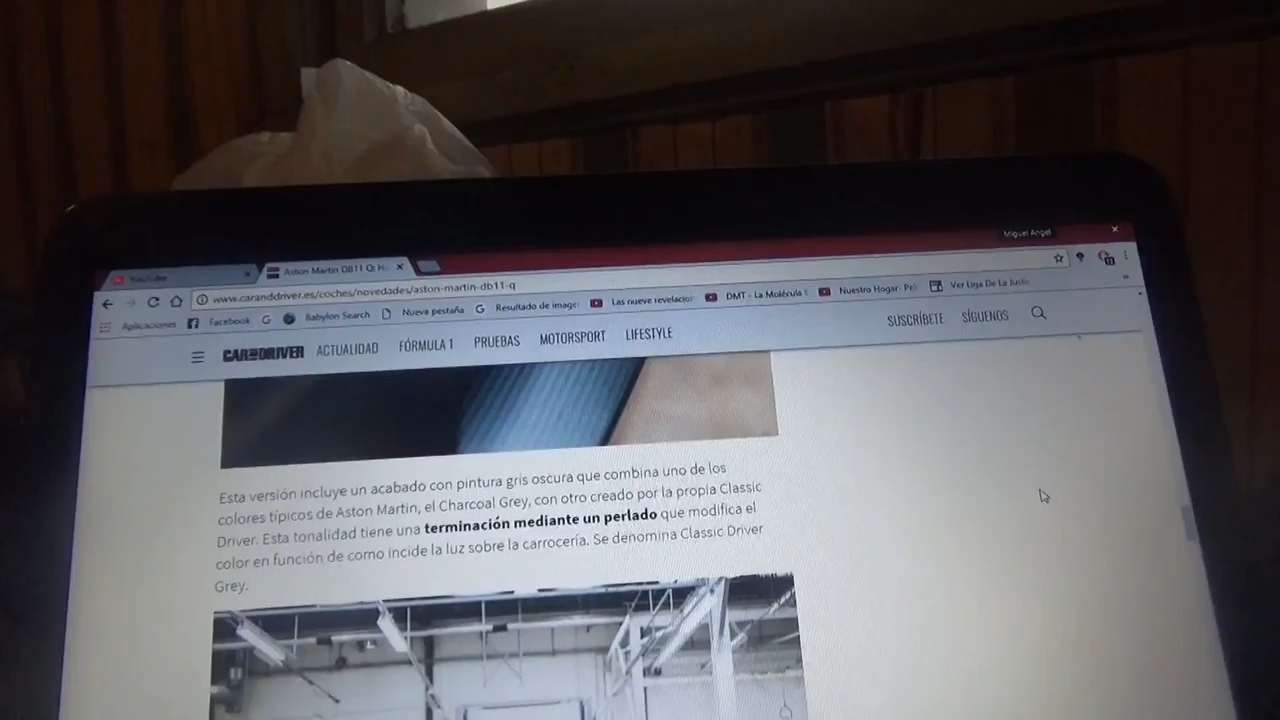 Miguel Angel
YouTube
Aston Martin DB11 Q: H
www.caranddriver.es/coches/novedades/aston-martin-db11-q
Aplicaciones Facebook Babylon Search Nueva pestaña Resultado de image Las nueve revelacion DMT - La Molécula Nuestro Hogar- Ver Liga De La Justic
CAR AND DRIVER ACTUALIDAD FÓRMULA 1 PRUEBAS MOTORSPORT LIFESTYLE SUSCRÍBETE SÍGUENOS
Esta versión incluye un acabado con pintura gris oscura que combina uno de los
colores típicos de Aston Martin, el Charcoal Grey, con otro creado por la propia Classic
Driver. Esta tonalidad tiene una terminación mediante un perlado que modifica el
color en función de como incide la luz sobre la carrocería. Se denomina Classic Driver
Grey.